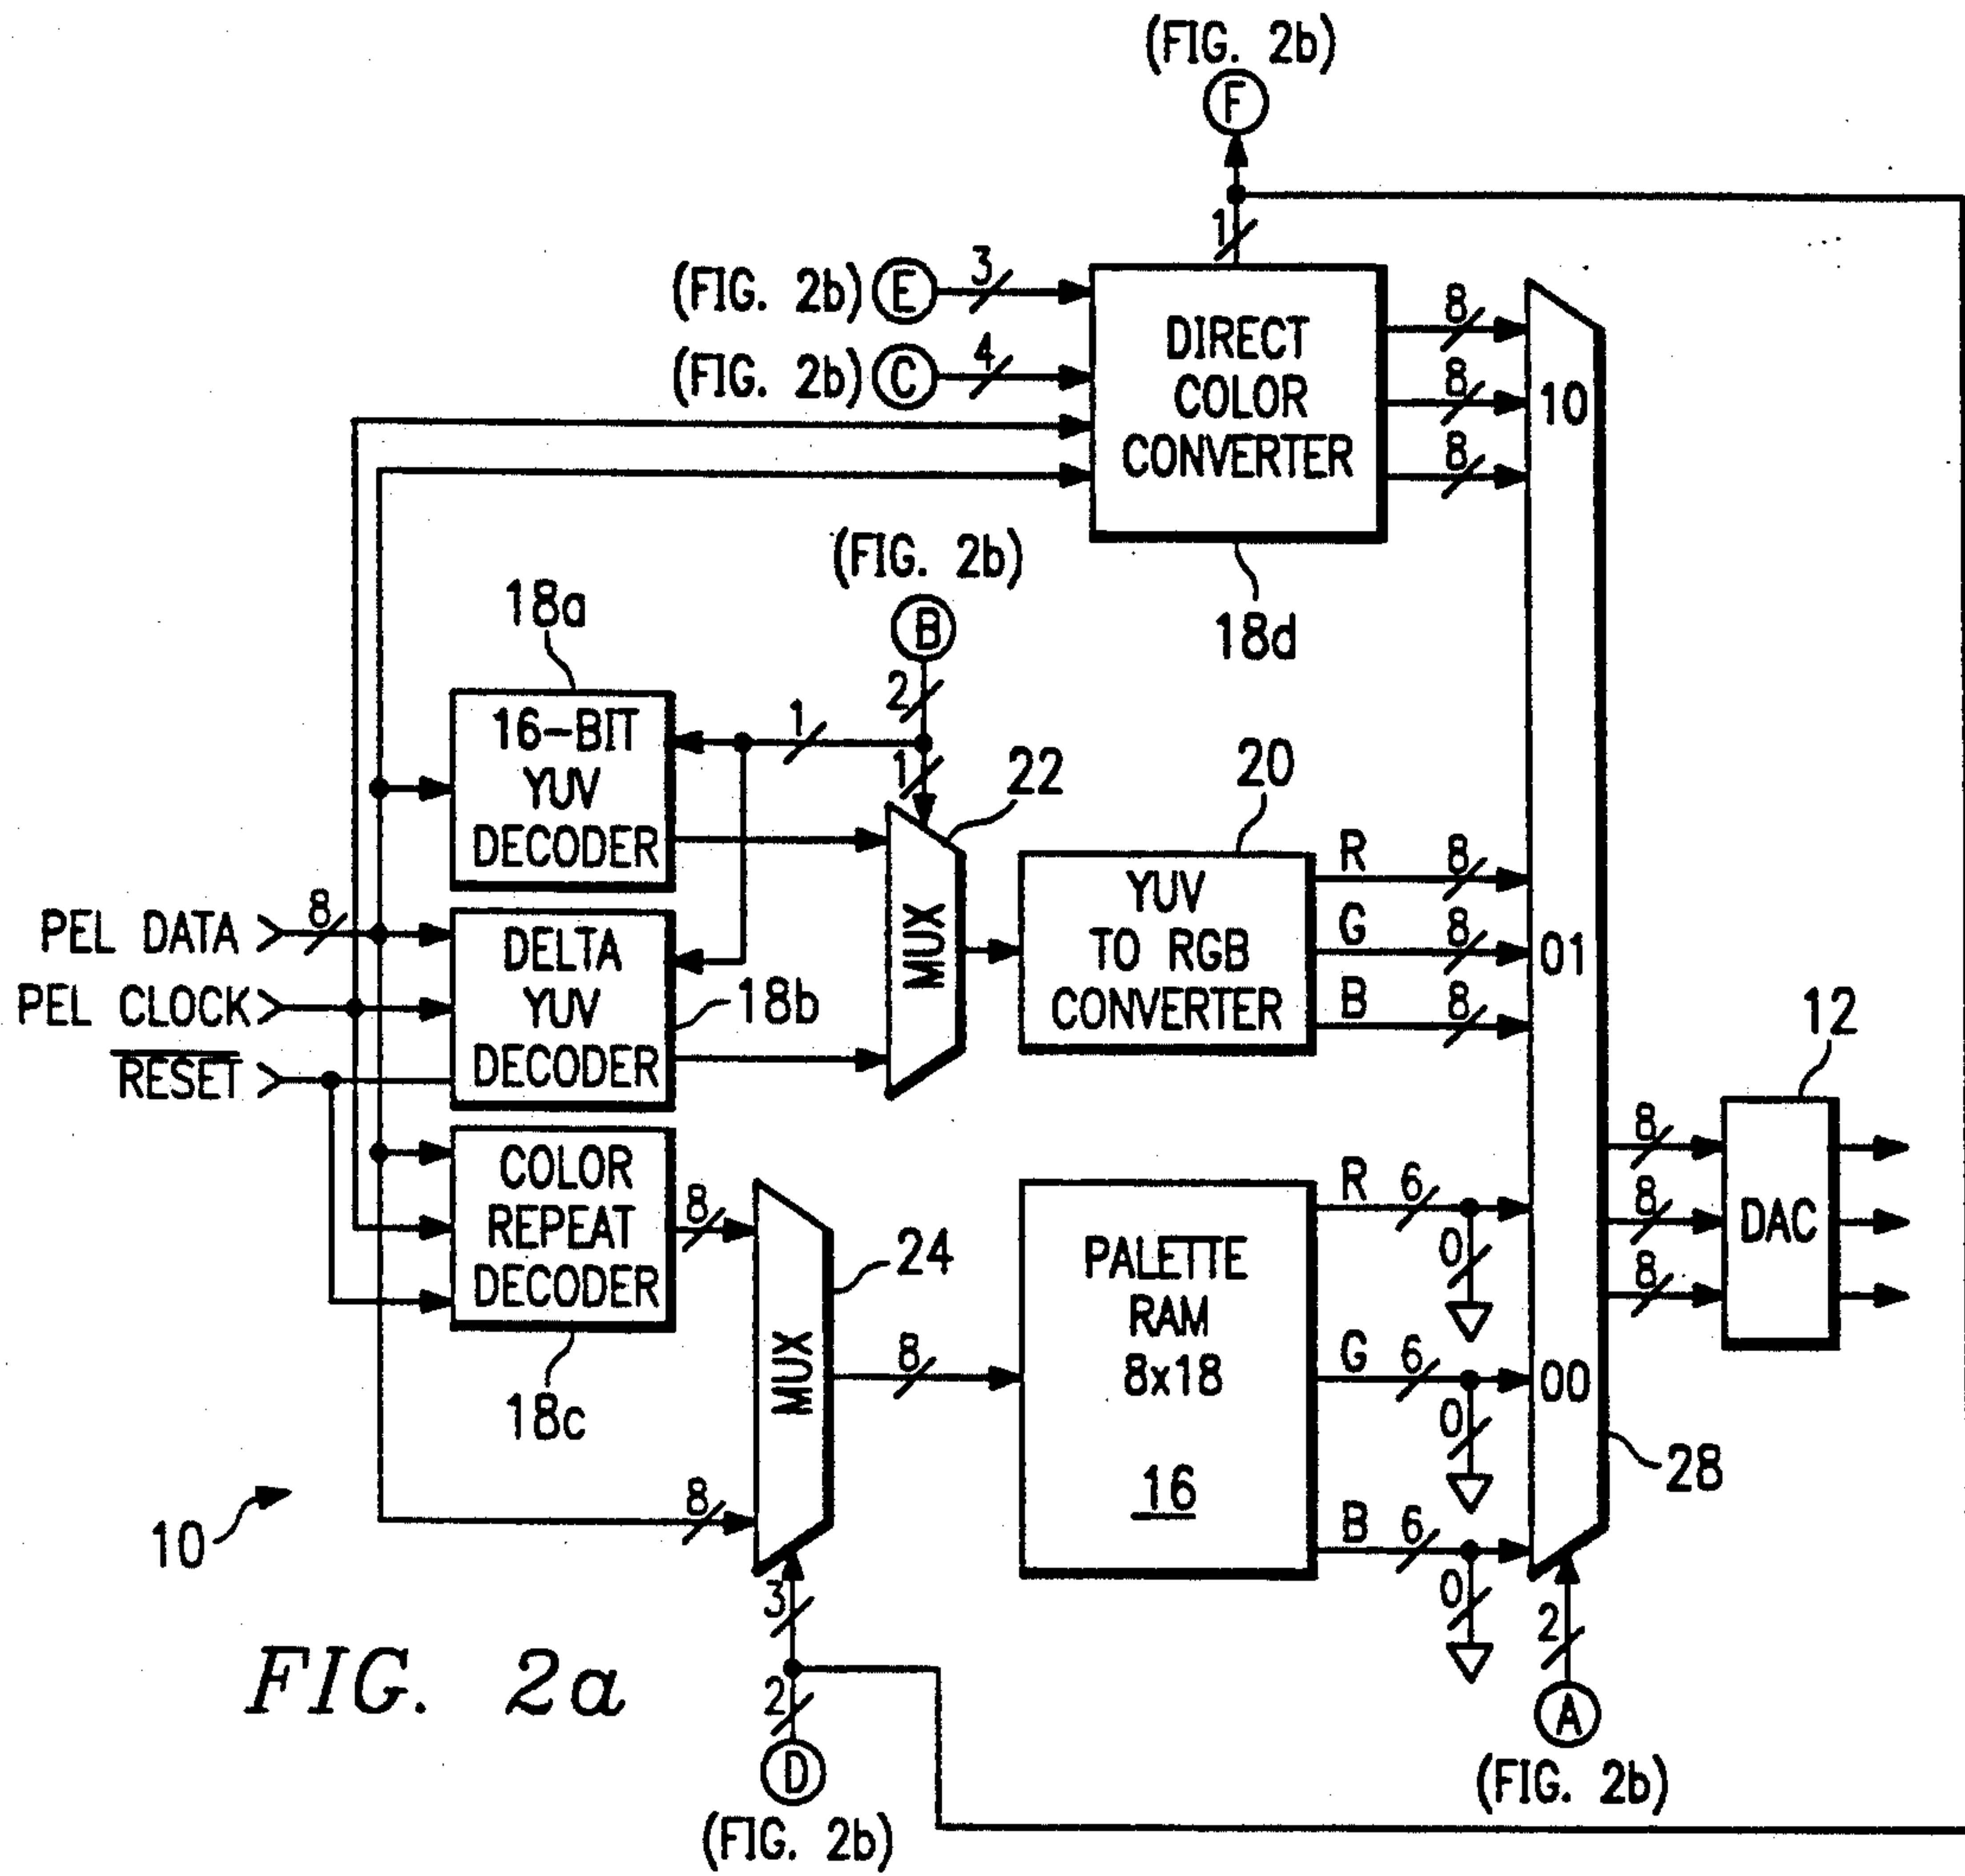 (FIG. 2b)
F
1
(FIG. 2b) E 3
(FIG. 2b) C 4
DIRECT
COLOR
CONVERTER
8
8
8
10
18d
(FIG. 2b)
B
2
1
1
18a
16-BIT
YUV
DECODER
22
MUX
20
YUV
TO RGB
CONVERTER
R 8
G 8
B 8
01
PEL DATA 8
PEL CLOCK
RESET
DELTA
YUV
DECODER
18b
COLOR
REPEAT
DECODER
18c
8
8
24
MUX
8
PALETTE
RAM
8x18
16
R 6
0
G 6
0
B 6
0
00
28
8
8
8
12
DAC
10
3
2
D
(FIG. 2b)
2
A
(FIG. 2b)
FIG. 2a